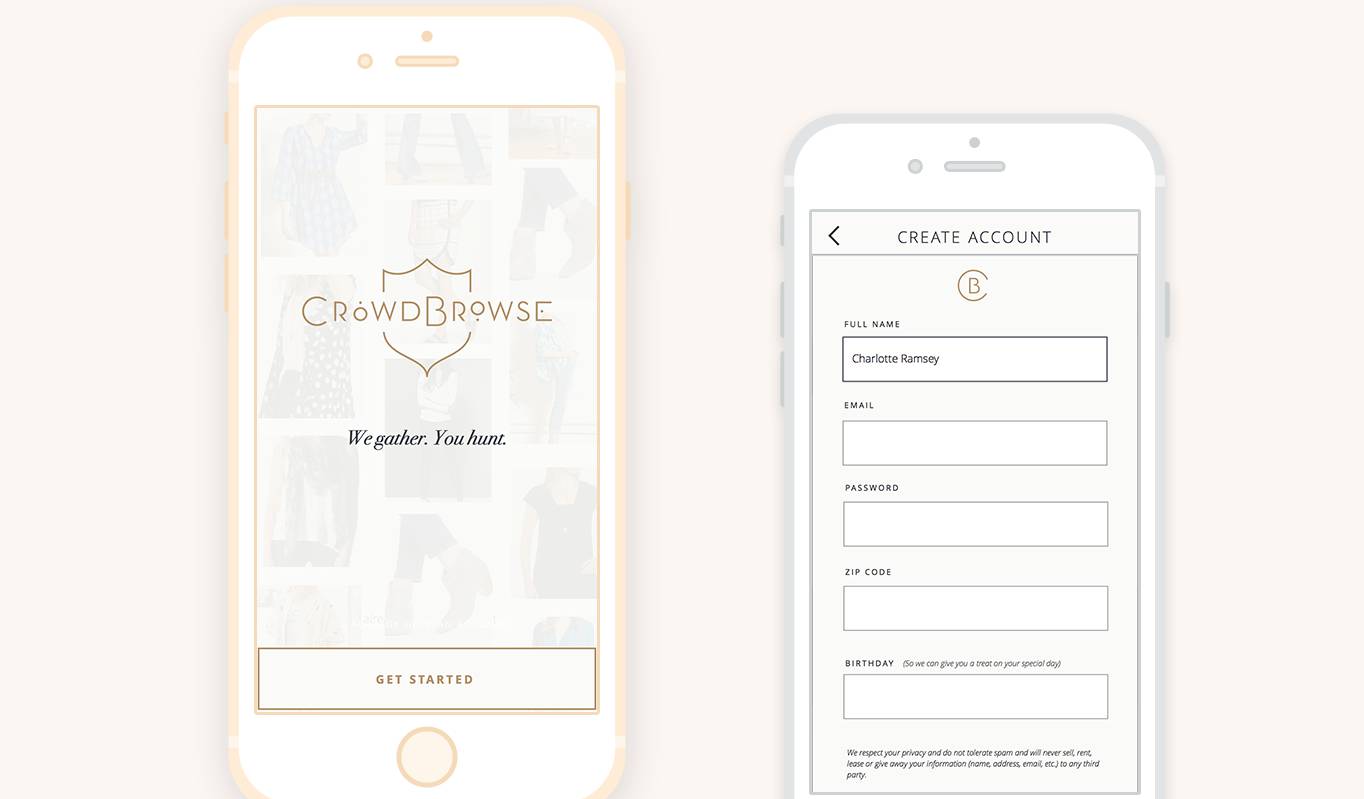 CROWDBROWSE
We gather. You hunt.
GET STARTED
CREATE ACCOUNT
CB
FULL NAME
Charlotte Ramsey
EMAIL
PASSWORD
ZIP CODE
BIRTHDAY (So we can give you a treat on your special day)
We respect your privacy and do not tolerate spam and will never sell, rent,
lease or give away your information (name, address, email, etc.) to any third
party.